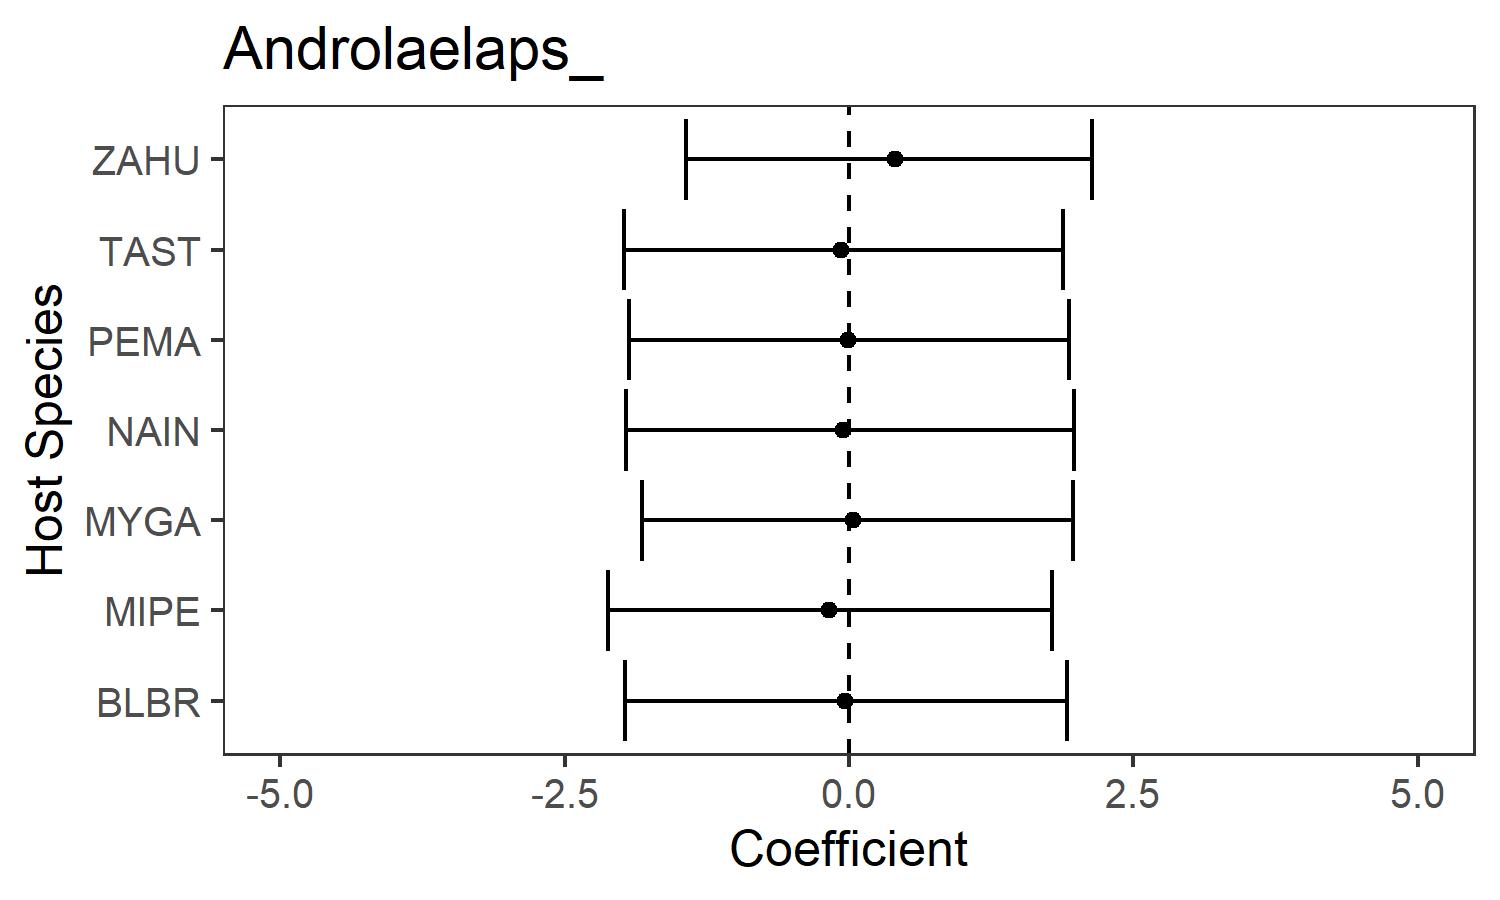 Androlaelaps_
Host Species
ZAHU
TAST
PEMA
NAIN
MYGA
MIPE
BLBR
-5.0 -2.5 0.0 2.5 5.0
Coefficient